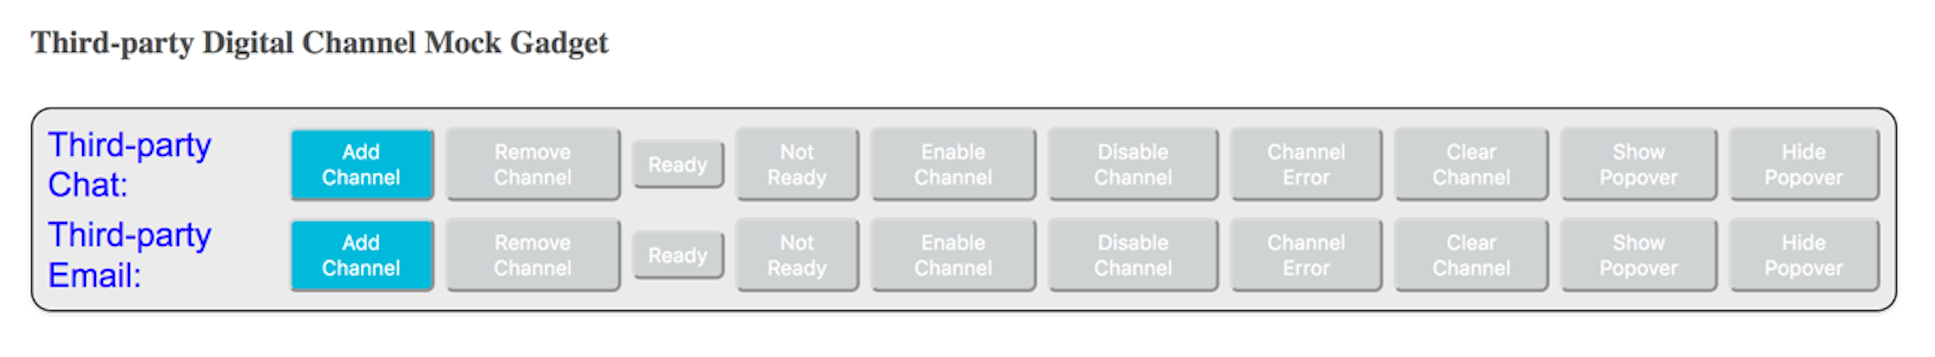 Third-party Digital Channel Mock Gadget
Third-party
Chat:
Add
Channel
Remove
Channel
Ready
Not
Ready
Enable
Channel
Disable
Channel
Channel
Error
Clear
Channel
Show
Popover
Hide
Popover
Third-party
Email:
Add
Channel
Remove
Channel
Ready
Not
Ready
Enable
Channel
Disable
Channel
Channel
Error
Clear
Channel
Show
Popover
Hide
Popover